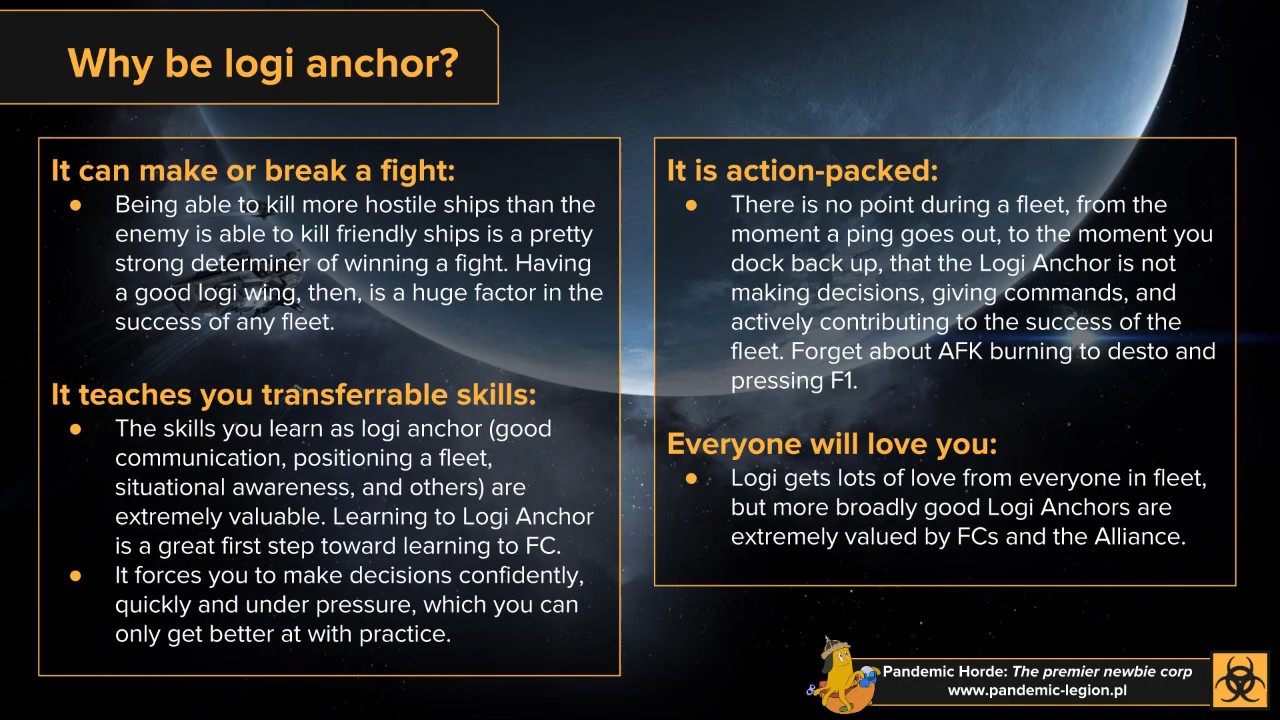 Why be logi anchor?
It can make or break a fight:
● Being able to kill more hostile ships than the
enemy is able to kill friendly ships is a pretty
strong determiner of winning a fight. Having
a good logi wing, then, is a huge factor in the
success of any fleet.
It teaches you transferrable skills:
● The skills you learn as logi anchor (good
communication, positioning a fleet,
situational awareness, and others) are
extremely valuable. Learning to Logi Anchor
is a great first step toward learning to FC.
● It forces you to make decisions confidently,
quickly and under pressure, which you can
only get better at with practice.
It is action-packed:
● There is no point during a fleet, from the
moment a ping goes out, to the moment you
dock back up, that the Logi Anchor is not
making decisions, giving commands, and
actively contributing to the success of the
fleet. Forget about AFK burning to desto and
pressing F1.
Everyone will love you:
● Logi gets lots of love from everyone in fleet,
but more broadly good Logi Anchors are
extremely valued by FCs and the Alliance.
Pandemic Horde: The premier newbie corp
www.pandemic-legion.pl